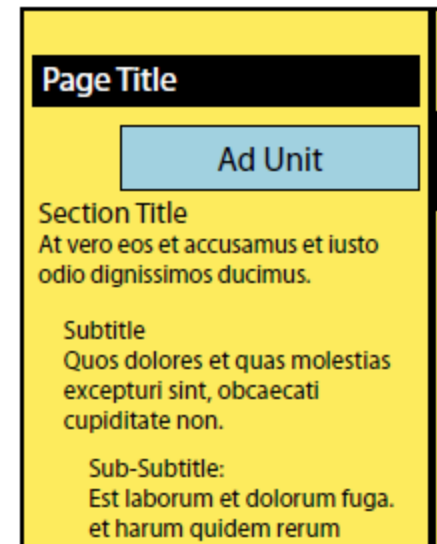 Page Title
Ad Unit
Section Title
At vero eos et accusamus et iusto
odio dignissimos ducimus.
Subtitle
Quos dolores et quas molestias
excepturi sint, obcaecati
cupiditate non.
Sub-Subtitle:
Est laborum et dolorum fuga.
et harum quidem rerum